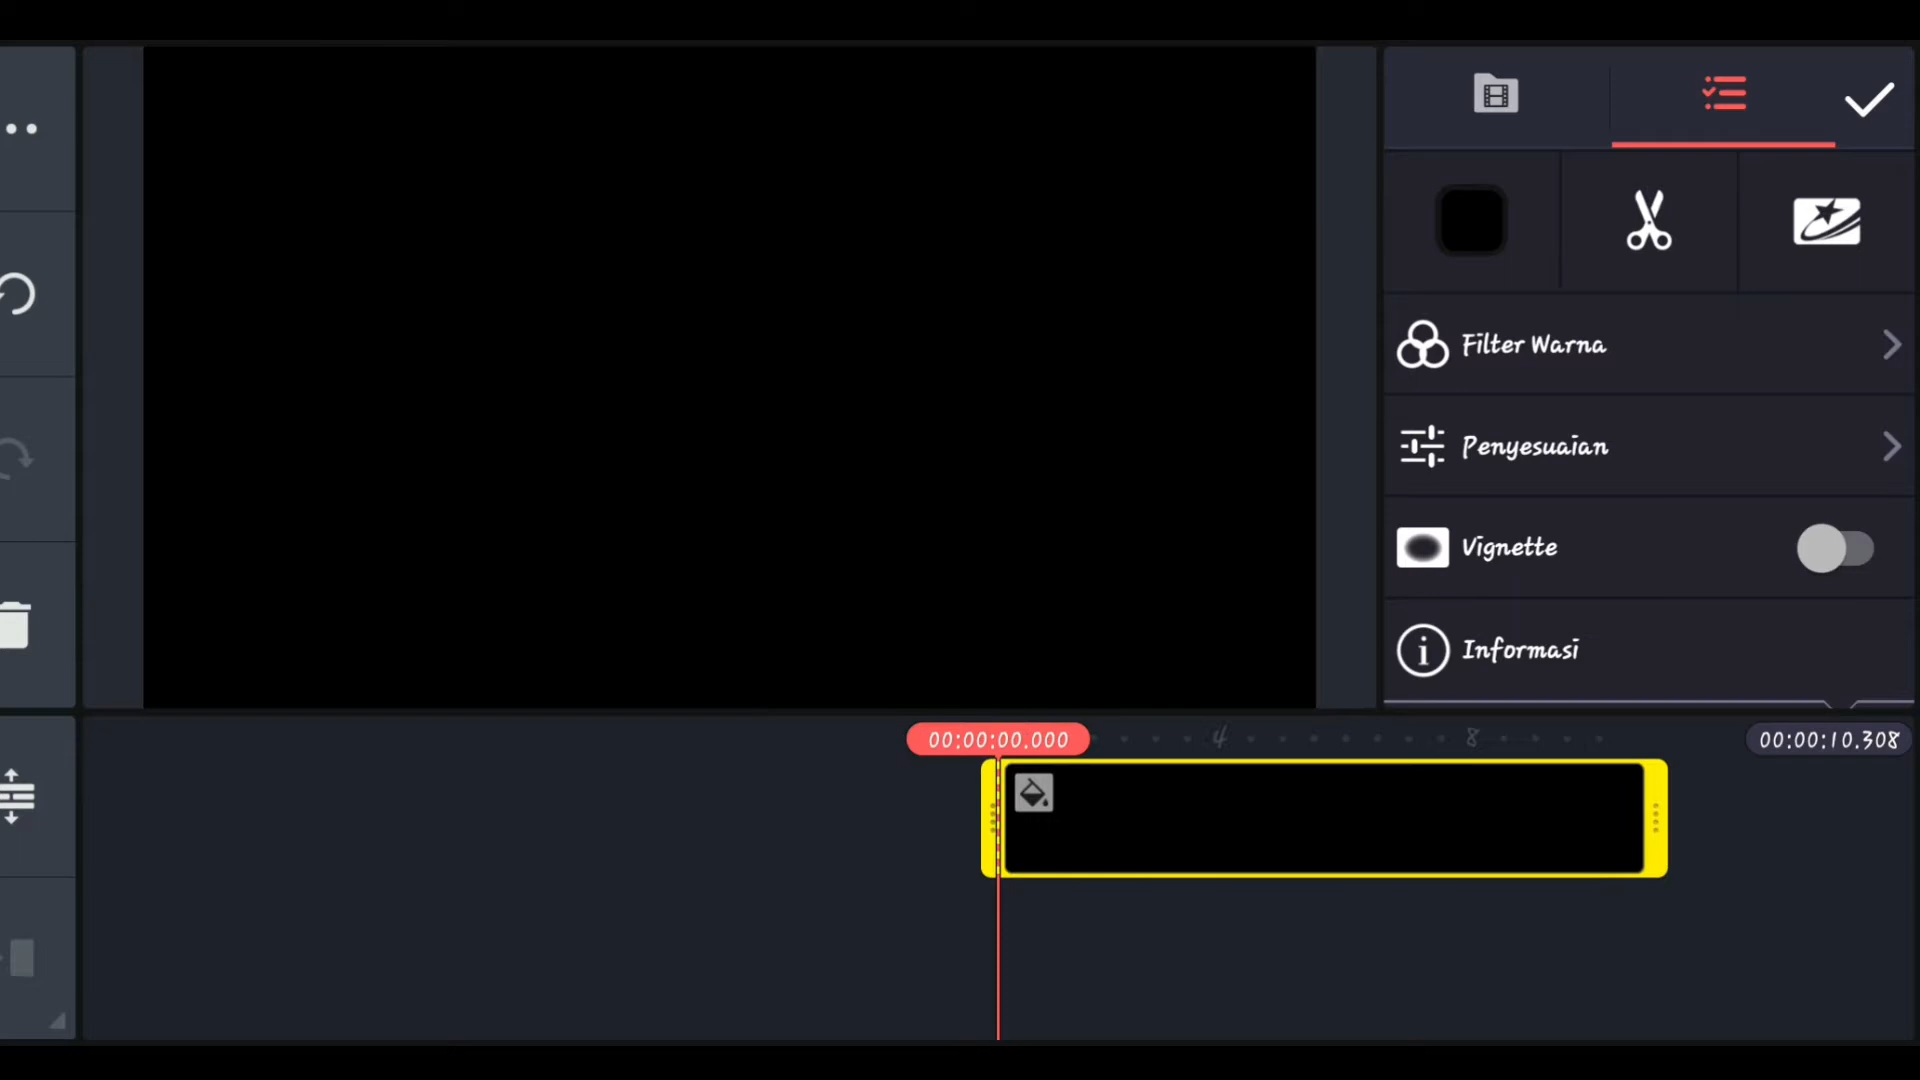 Filter Warna
Penyesuaian
Vignette
Informasi
00:00:00.000
4
8
00:00:10.308